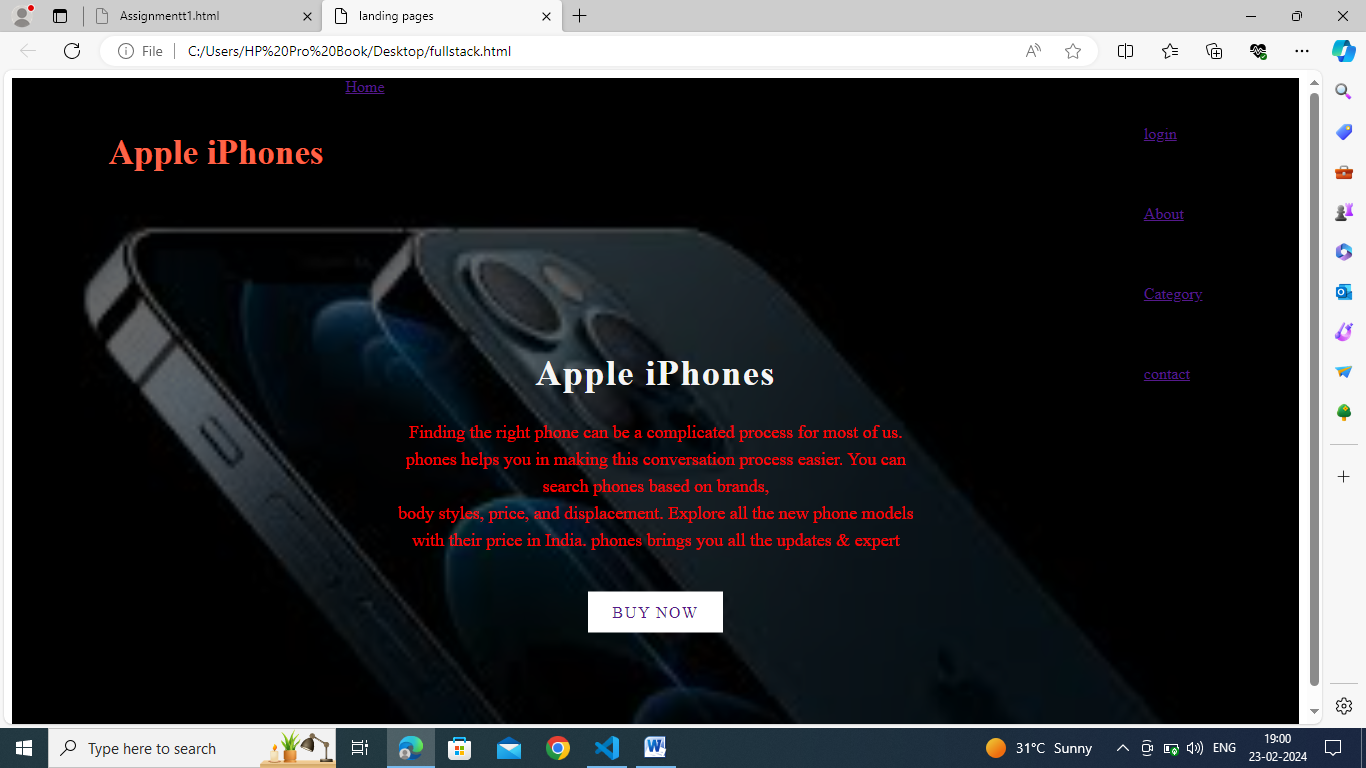 Assignmentt1.html
landing pages
File
C:/Users/HP%20Pro%20Book/Desktop/fullstack.html
Home
login
Apple iPhones
About
Category
contact
Apple iPhones
Finding the right phone can be a complicated process for most of us.
phones helps you in making this conversation process easier. You can
search phones based on brands,
body styles, price, and displacement. Explore all the new phone models
with their price in India. phones brings you all the updates & expert
BUY NOW
Type here to search
31°C Sunny
ENG
19:00
23-02-2024